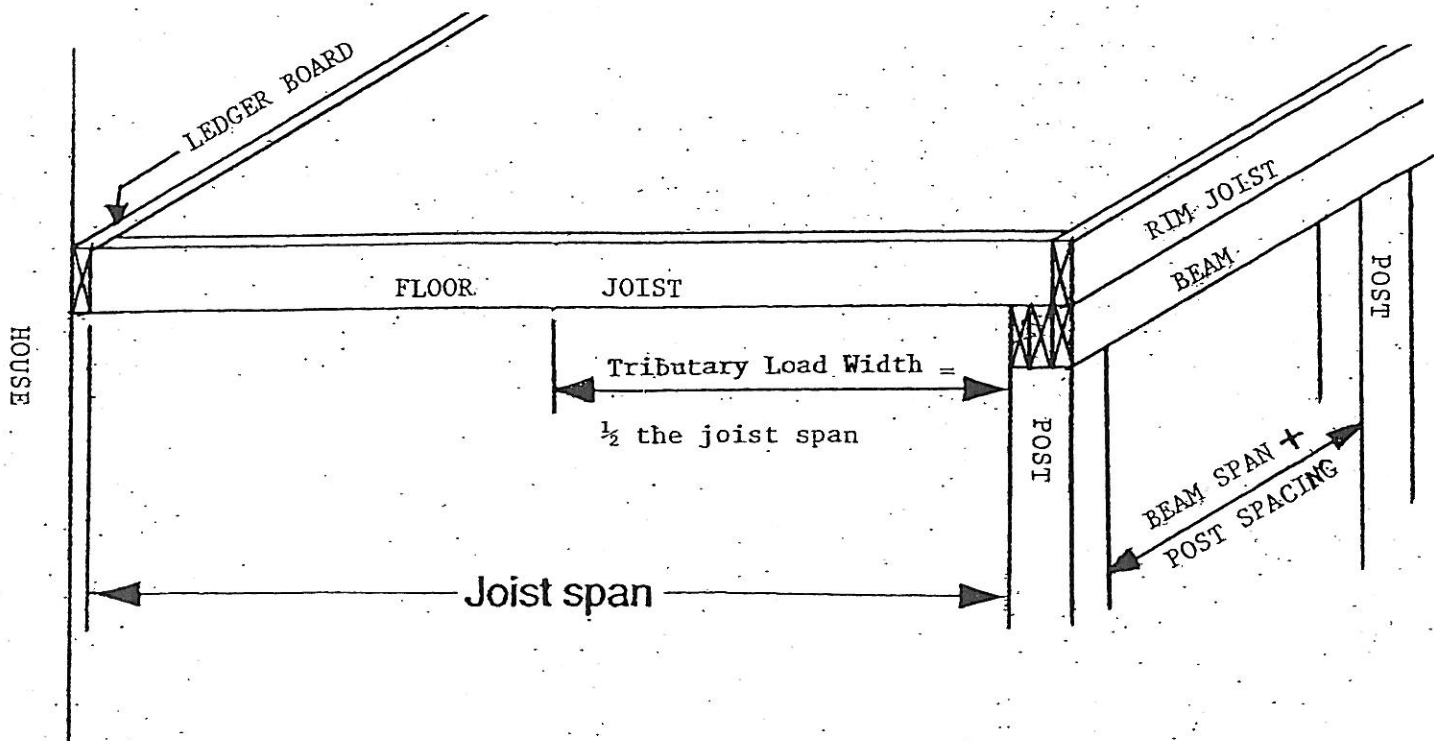 LEDGER BOARD
RIM JOIST
BEAM
FLOOR JOIST
POST
HOUSE
Tributary Load Width =
½ the joist span
POST
BEAM SPAN +
POST SPACING
Joist span